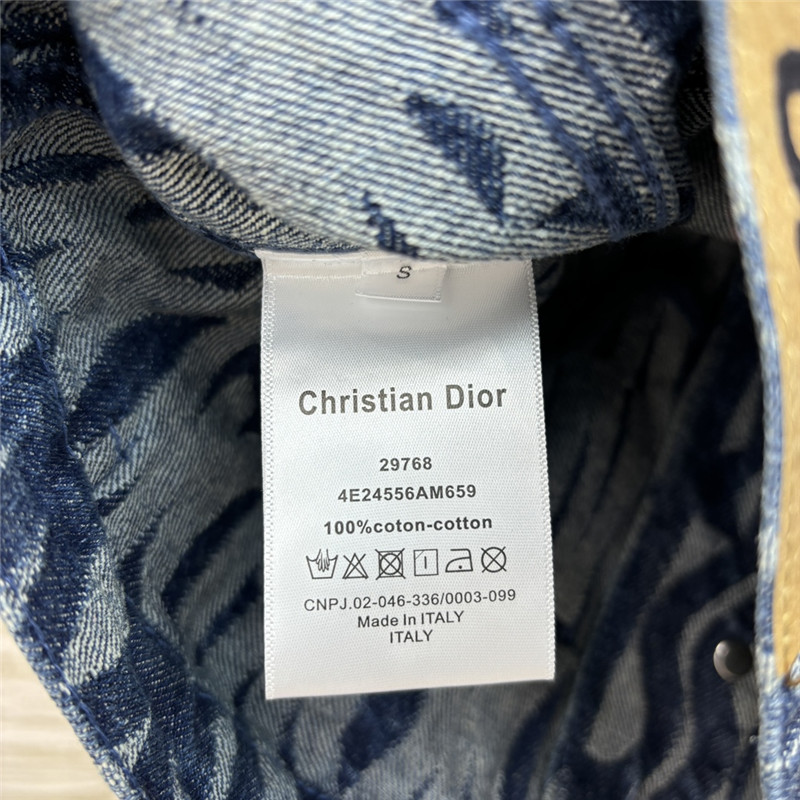 S
Christian Dior
29768
4E24556AM659
100%coton-cotton
CNPJ.02-046-336/0003-099
Made In ITALY
ITALY